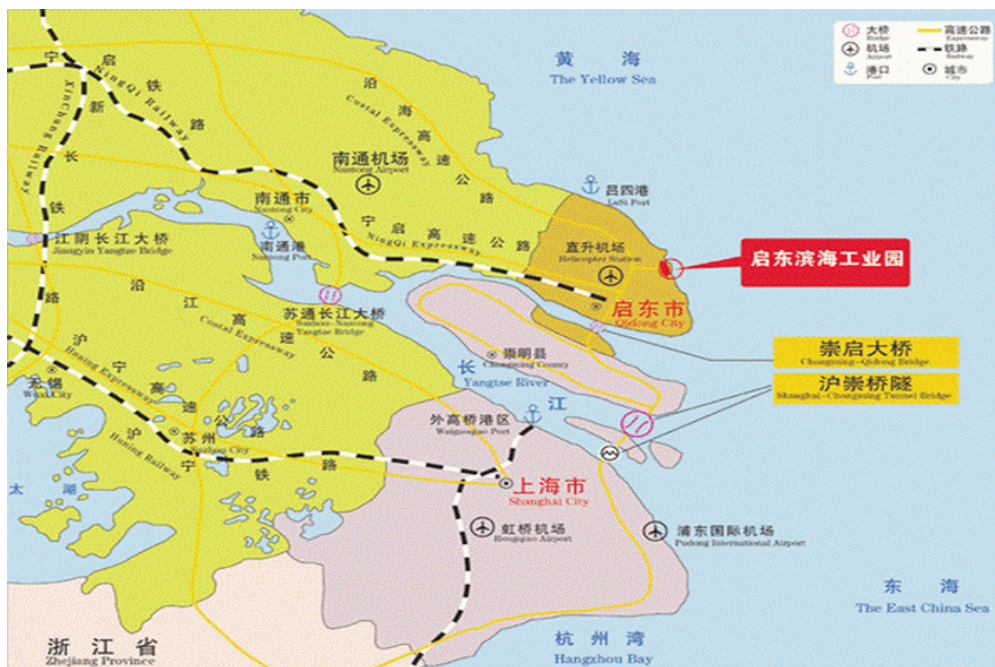 大桥
Bridge
高速公路
Expressway
机场
Airport
铁路
Railway
港口
Port
城市
City
黄海
The Yellow Sea
宁启铁路
NingQi Railway
新长铁路
XinChang Railway
沿海高速公路
Costal Expressway
南通机场
Nantong Airport
吕四港
LuSi Port
南通市
Nantong City
南通港
Nantong Port
宁启高速公路
NingQi Expressway
直升机场
Helicopter Station
启东滨海工业园
江阴长江大桥
Jiangyin Yangtze Bridge
启东市
Qidong City
苏通长江大桥
Suzhou-Nantong
Yangtze Bridge
沿江高速公路
Costal Expressway
崇启大桥
Chongming-Qidong Bridge
崇明县
Chongming County
沪崇桥隧
Shanghai-Chongming Tunnel Bridge
长江
Yangtse River
沪宁高速公路
Huning Expressway
无锡
Wuxi City
外高桥港区
Waigaoqiao Port
苏州
Suzhou City
沪宁铁路
Huning Railway
太湖
上海市
Shanghai City
虹桥机场
Hongqiao Airport
浦东国际机场
Pudong International Airport
东海
The East China Sea
杭州湾
Hangzhou Bay
浙江省
Zhejiang Province